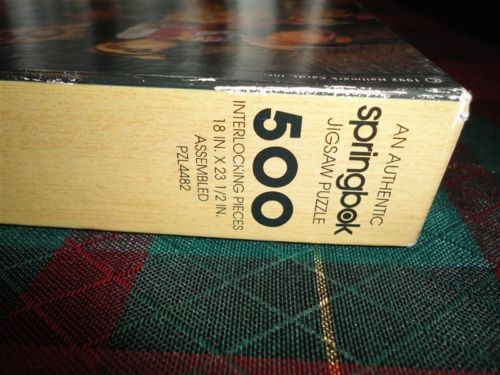 © 1992 Hallmark Cards, Inc.
AN AUTHENTIC
springbok
JIGSAW PUZZLE
500
INTERLOCKING PIECES
18 IN. X 23 1/2 IN.
ASSEMBLED
PZL4482